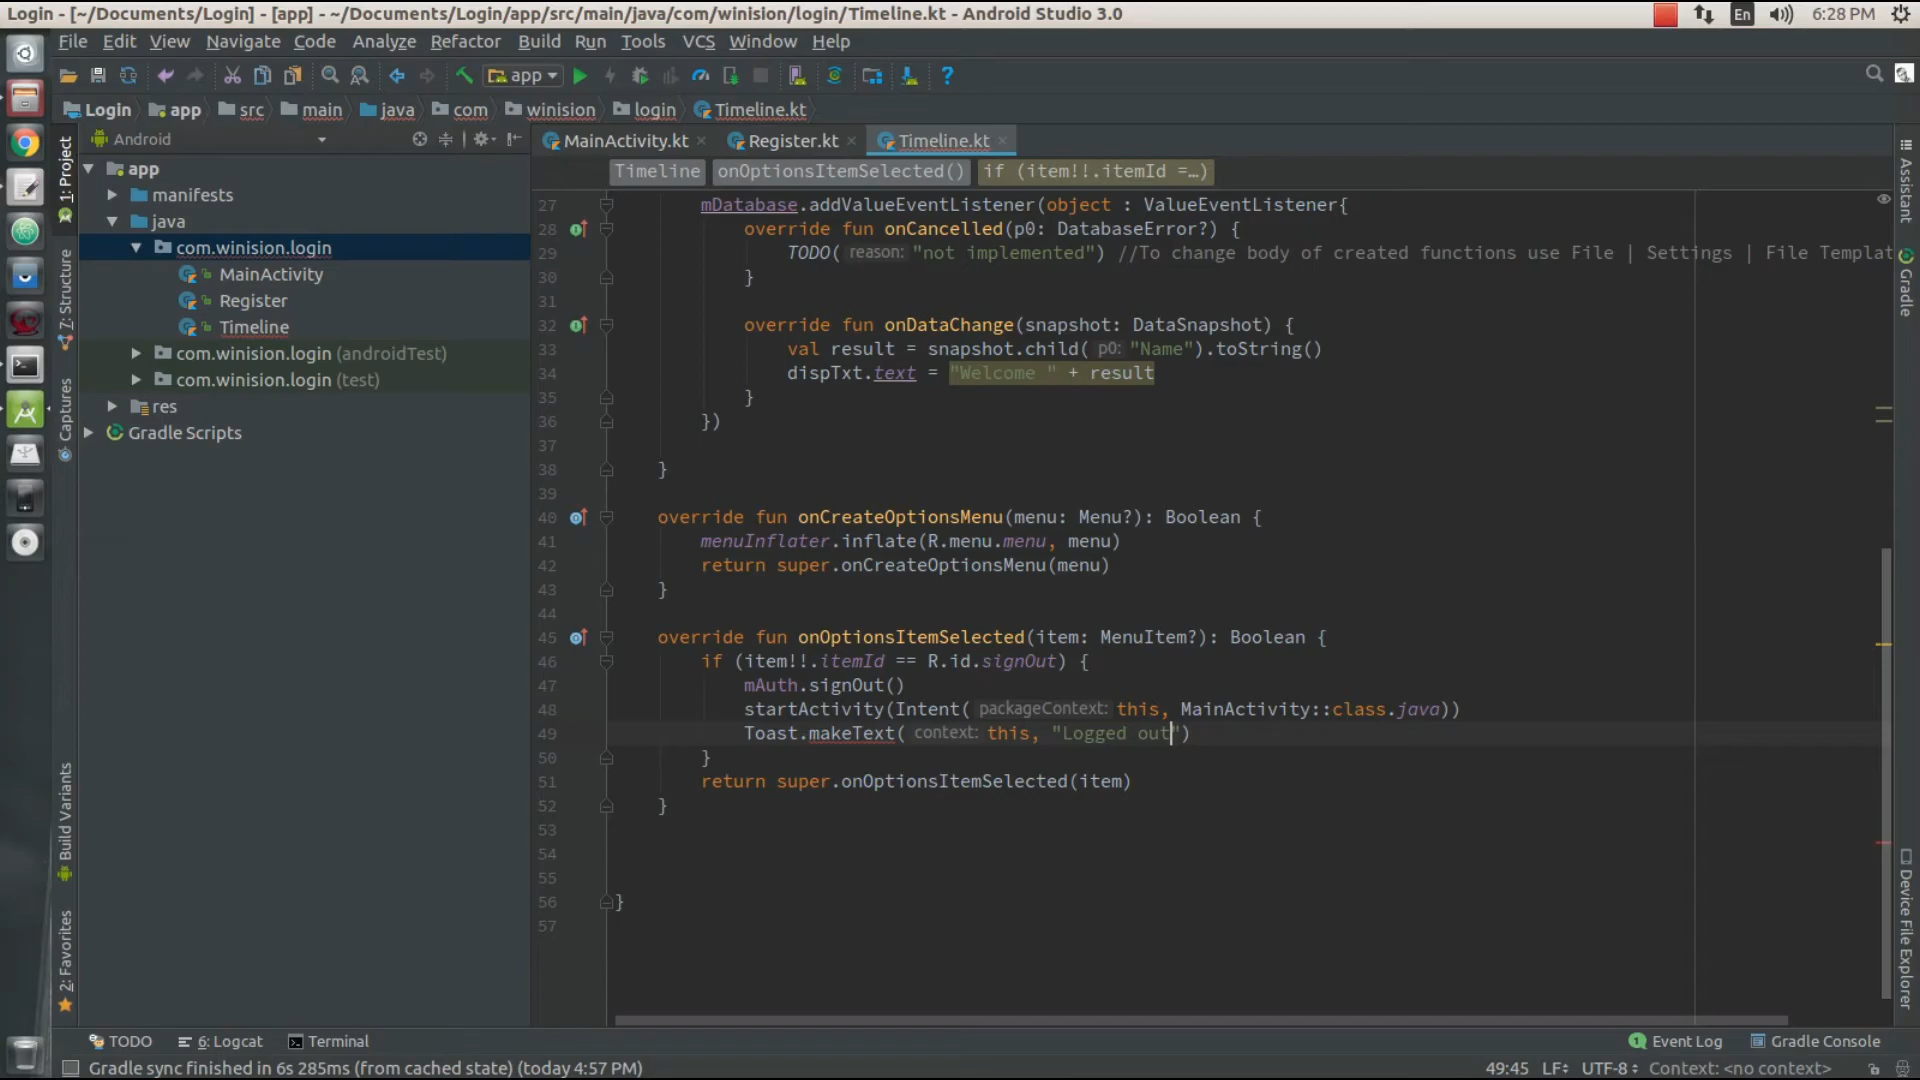 Login - [~/Documents/Login] - [app] - ~/Documents/Login/app/src/main/java/com/winision/login/Timeline.kt - Android Studio 3.0
En
6:28 PM
File Edit View Navigate Code Analyze Refactor Build Run Tools VCS Window Help
app
Login app src main java com winision login Timeline.kt
1: Project
Android
MainActivity.kt
Register.kt
Timeline.kt
Timeline
onOptionsItemSelected()
if (item!!.itemId =…)
app
manifests
java
com.winision.login
MainActivity
Register
Timeline
com.winision.login (androidTest)
com.winision.login (test)
res
Gradle Scripts
7: Structure
Captures
Build Variants
2: Favorites
27 mDatabase.addValueEventListener(object : ValueEventListener{
28 override fun onCancelled(p0: DatabaseError?) {
29 TODO( reason: "not implemented") //To change body of created functions use File | Settings | File Templat
30 }
31
32 override fun onDataChange(snapshot: DataSnapshot) {
33 val result = snapshot.child( p0: "Name").toString()
34 dispTxt.text = "Welcome " + result
35 }
36 })
37
38 }
39
40 override fun onCreateOptionsMenu(menu: Menu?): Boolean {
41 menuInflater.inflate(R.menu.menu, menu)
42 return super.onCreateOptionsMenu(menu)
43 }
44
45 override fun onOptionsItemSelected(item: MenuItem?): Boolean {
46 if (item!!.itemId == R.id.signOut) {
47 mAuth.signOut()
48 startActivity(Intent( packageContext: this, MainActivity::class.java))
49 Toast.makeText( context: this, "Logged out")
50 }
51 return super.onOptionsItemSelected(item)
52 }
53
54
55
56 }
57
Assistant
Gradle
Device File Explorer
TODO
6: Logcat
Terminal
1 Event Log
Gradle Console
Gradle sync finished in 6s 285ms (from cached state) (today 4:57 PM)
49:45 LF÷ UTF-8÷ Context: <no context>